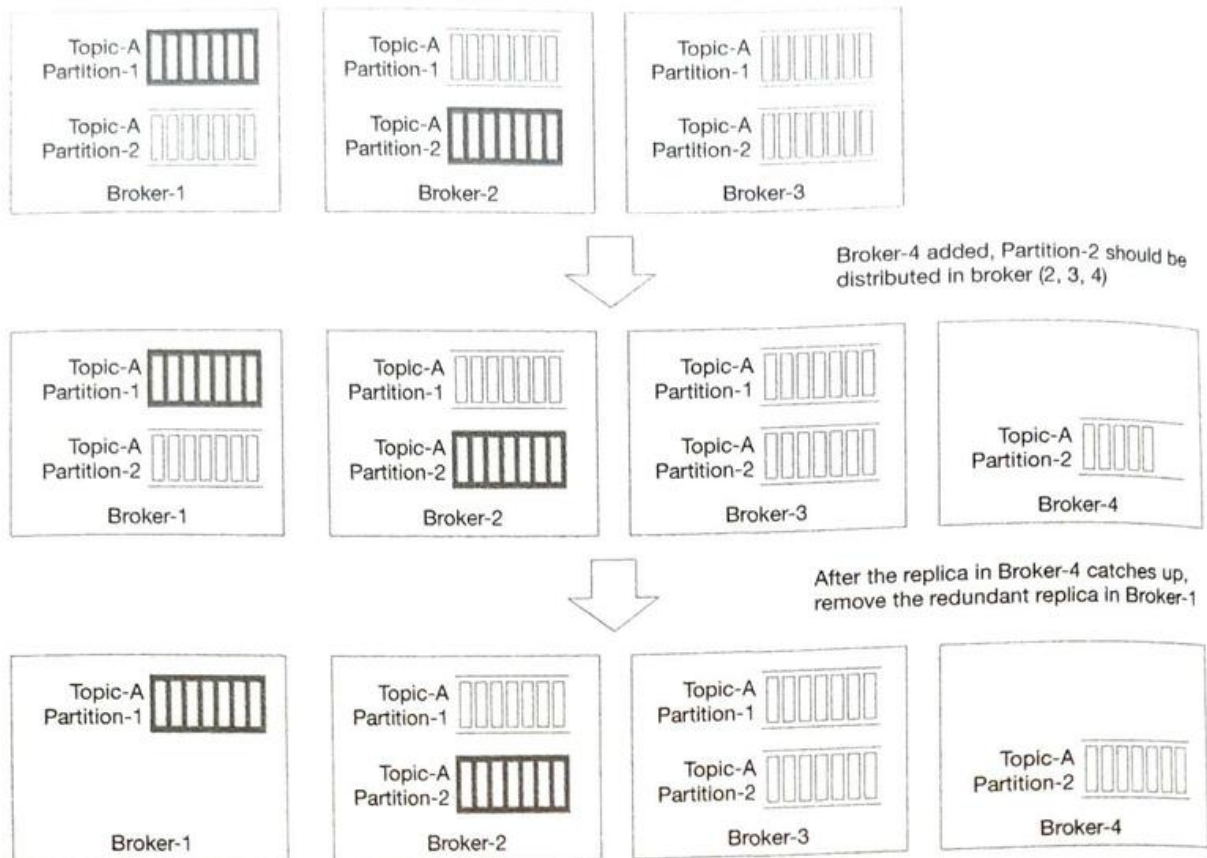 Topic-A
Partition-1
Topic-A
Partition-2
Broker-1
Topic-A
Partition-1
Topic-A
Partition-2
Broker-2
Topic-A
Partition-1
Topic-A
Partition-2
Broker-3
Broker-4 added, Partition-2 should be
distributed in broker (2, 3, 4)
Topic-A
Partition-1
Topic-A
Partition-2
Broker-1
Topic-A
Partition-1
Topic-A
Partition-2
Broker-2
Topic-A
Partition-1
Topic-A
Partition-2
Broker-3
Topic-A
Partition-2
Broker-4
After the replica in Broker-4 catches up,
remove the redundant replica in Broker-1
Topic-A
Partition-1
Broker-1
Topic-A
Partition-1
Topic-A
Partition-2
Broker-2
Topic-A
Partition-1
Topic-A
Partition-2
Broker-3
Topic-A
Partition-2
Broker-4